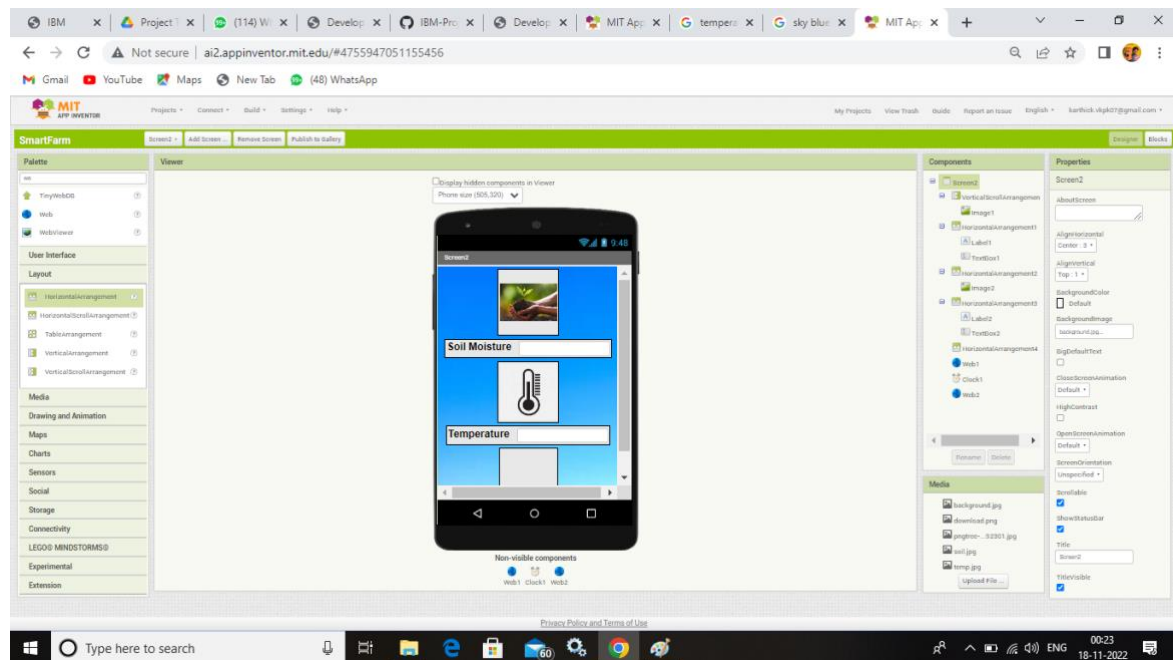 IBM
Project T
(114) W
Develop
IBM-Pro
Develop
MIT App
tempera
sky blue
MIT App
Not secure | ai2.appinventor.mit.edu/#4755947051155456
Gmail YouTube Maps New Tab (48) WhatsApp
MIT
APP INVENTOR
Projects Connect Build Settings Help
My Projects View Trash Guide Report an Issue English karthick.vkpk01@gmail.com
SmartFarm
Screen2 Add Screen ... Remove Screen Publish to Gallery
Designer Blocks
Palette
TinyWebDB
Web
WebViewer
User Interface
Layout
HorizontalArrangement
HorizontalScrollArrangement
TableArrangement
VerticalArrangement
VerticalScrollArrangement
Media
Drawing and Animation
Maps
Charts
Sensors
Social
Storage
Connectivity
LEGO® MINDSTORMS®
Experimental
Extension
Viewer
Display hidden components in Viewer
Phone size (505,320)
9:48
Screen2
Soil Moisture
Temperature
Non-visible components
Web1 Clock1 Web2
Components
Screen2
VerticalScrollArrangemen
Image1
HorizontalArrangement1
Label1
TextBox1
HorizontalArrangement2
Image2
HorizontalArrangement3
Label2
TextBox2
HorizontalArrangement4
Web1
Clock1
Web2
Rename Delete
Media
background.jpg
download.png
pngtree-...92901.jpg
soil.jpg
temp.jpg
Upload File ...
Properties
Screen2
AboutScreen
AlignHorizontal
Center : 3
AlignVertical
Top : 1
BackgroundColor
Default
BackgroundImage
background.jpg...
BigDefaultText
CloseScreenAnimation
Default
HighContrast
OpenScreenAnimation
Default
ScreenOrientation
Unspecified
Scrollable
ShowStatusBar
Title
Screen2
TitleVisible
Privacy Policy and Terms of Use
Type here to search
60
ENG
00:23
18-11-2022